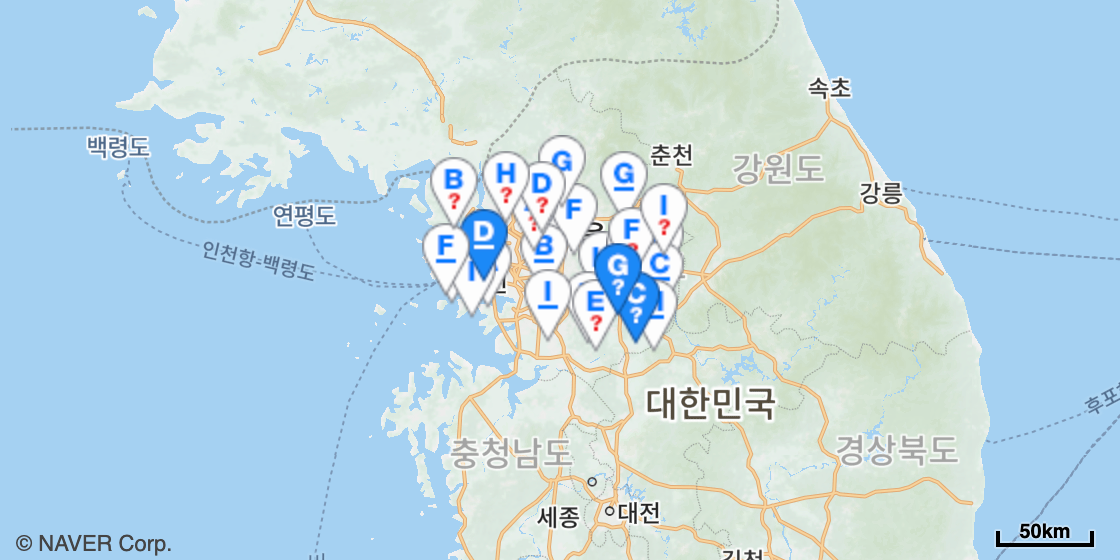 속초
백령도
춘천
강원도
G
B
?
H
?
D
?
G
강릉
연평도
F
I
?
F
?
D
인천항-백령도
F
B
G
?
C
C
?
I
E
?
50km
대한민국
후포
충청남도
경상북도
세종
대전
© NAVER Corp.